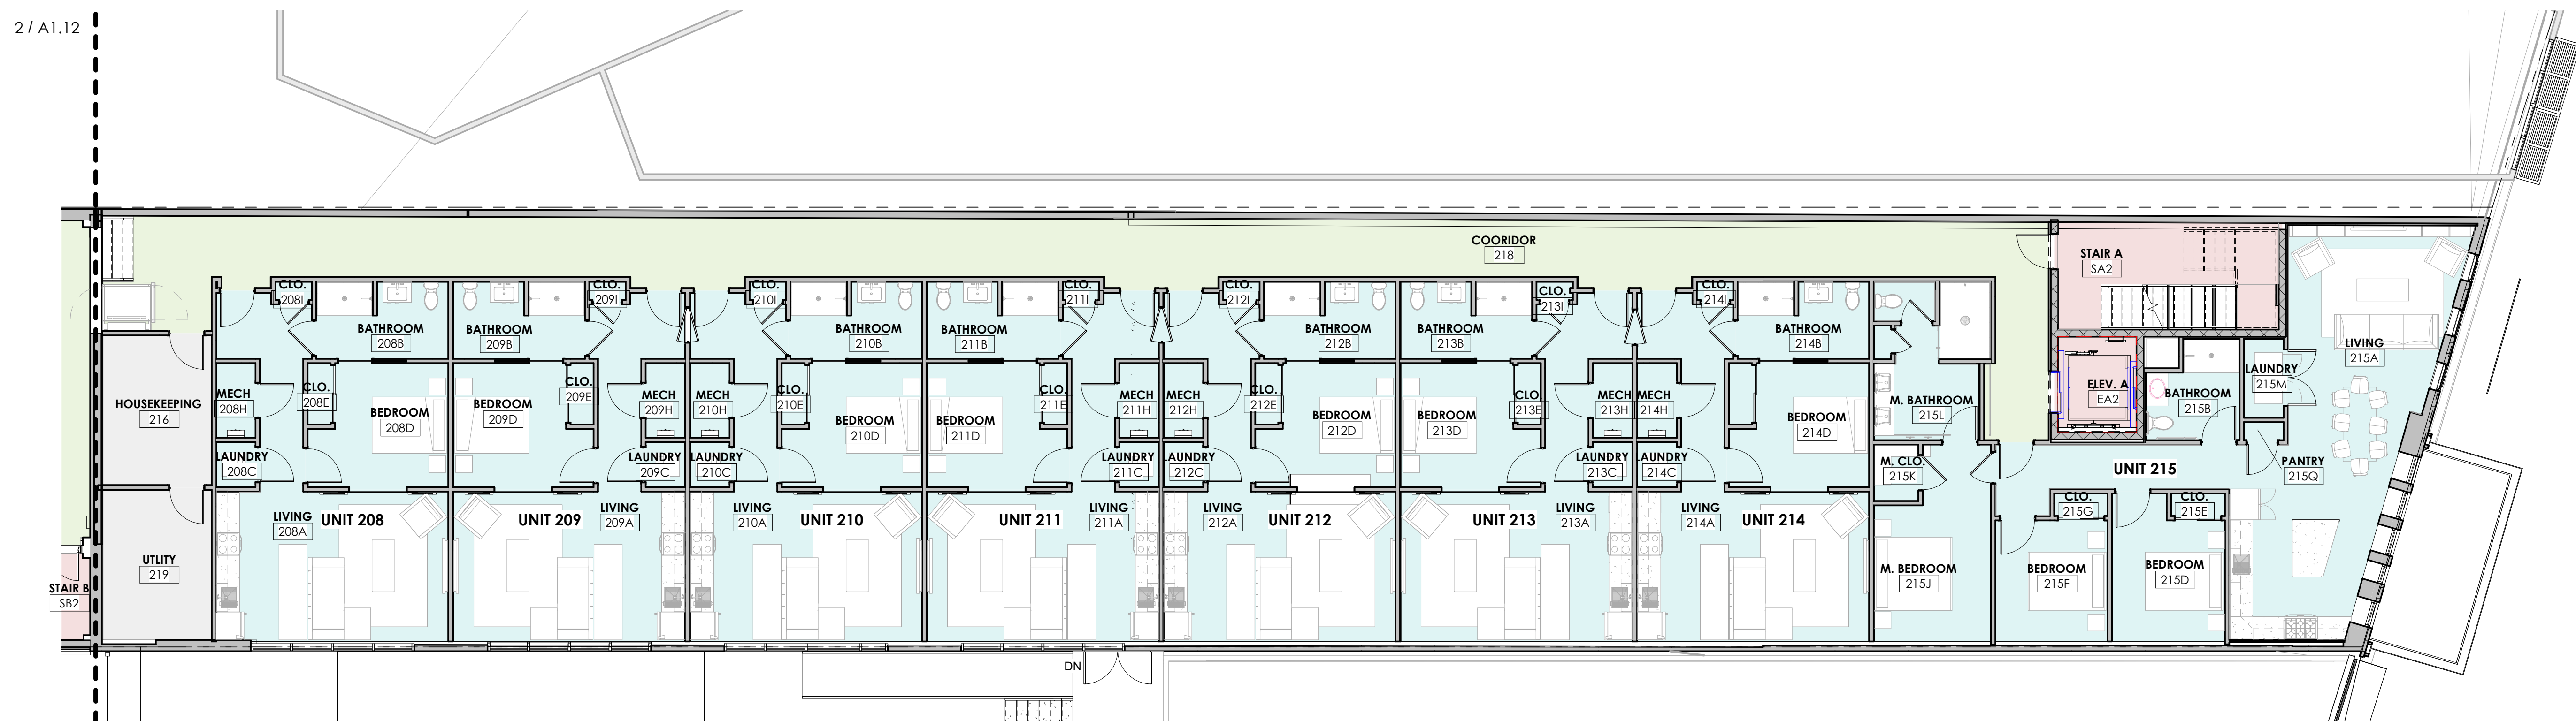 2 / A1.12
COORIDOR
218
STAIR A
SA2
CLO.
208I
CLO.
209I
CLO.
210I
CLO.
211I
CLO.
212I
CLO.
213I
CLO.
214I
BATHROOM
208B
BATHROOM
209B
BATHROOM
210B
BATHROOM
211B
BATHROOM
212B
BATHROOM
213B
BATHROOM
214B
LIVING
215A
HOUSEKEEPING
216
MECH
208H
CLO.
208E
BEDROOM
208D
BEDROOM
209D
CLO.
209E
MECH
209H
MECH
210H
CLO.
210E
BEDROOM
210D
BEDROOM
211D
CLO.
211E
MECH
211H
MECH
212H
CLO.
212E
BEDROOM
212D
BEDROOM
213D
CLO.
213E
MECH
213H
MECH
214H
BEDROOM
214D
M. BATHROOM
215L
ELEV. A
EA2
BATHROOM
215B
LAUNDRY
215M
LAUNDRY
208C
LAUNDRY
209C
LAUNDRY
210C
LAUNDRY
211C
LAUNDRY
212C
LAUNDRY
213C
LAUNDRY
214C
M. CLO.
215K
UNIT 215
PANTRY
215Q
LIVING
208A
UNIT 208
UNIT 209
LIVING
209A
LIVING
210A
UNIT 210
UNIT 211
LIVING
211A
LIVING
212A
UNIT 212
UNIT 213
LIVING
213A
LIVING
214A
UNIT 214
CLO.
215G
CLO.
215E
STAIR B
SB2
UTLITY
219
M. BEDROOM
215J
BEDROOM
215F
BEDROOM
215D
DN